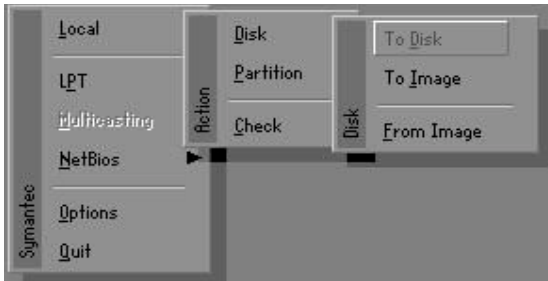 Local
LPT
Multicasting
NetBios
Options
Quit
Symantec
Disk
Partition
Check
Action
To Disk
To Image
From Image
Disk